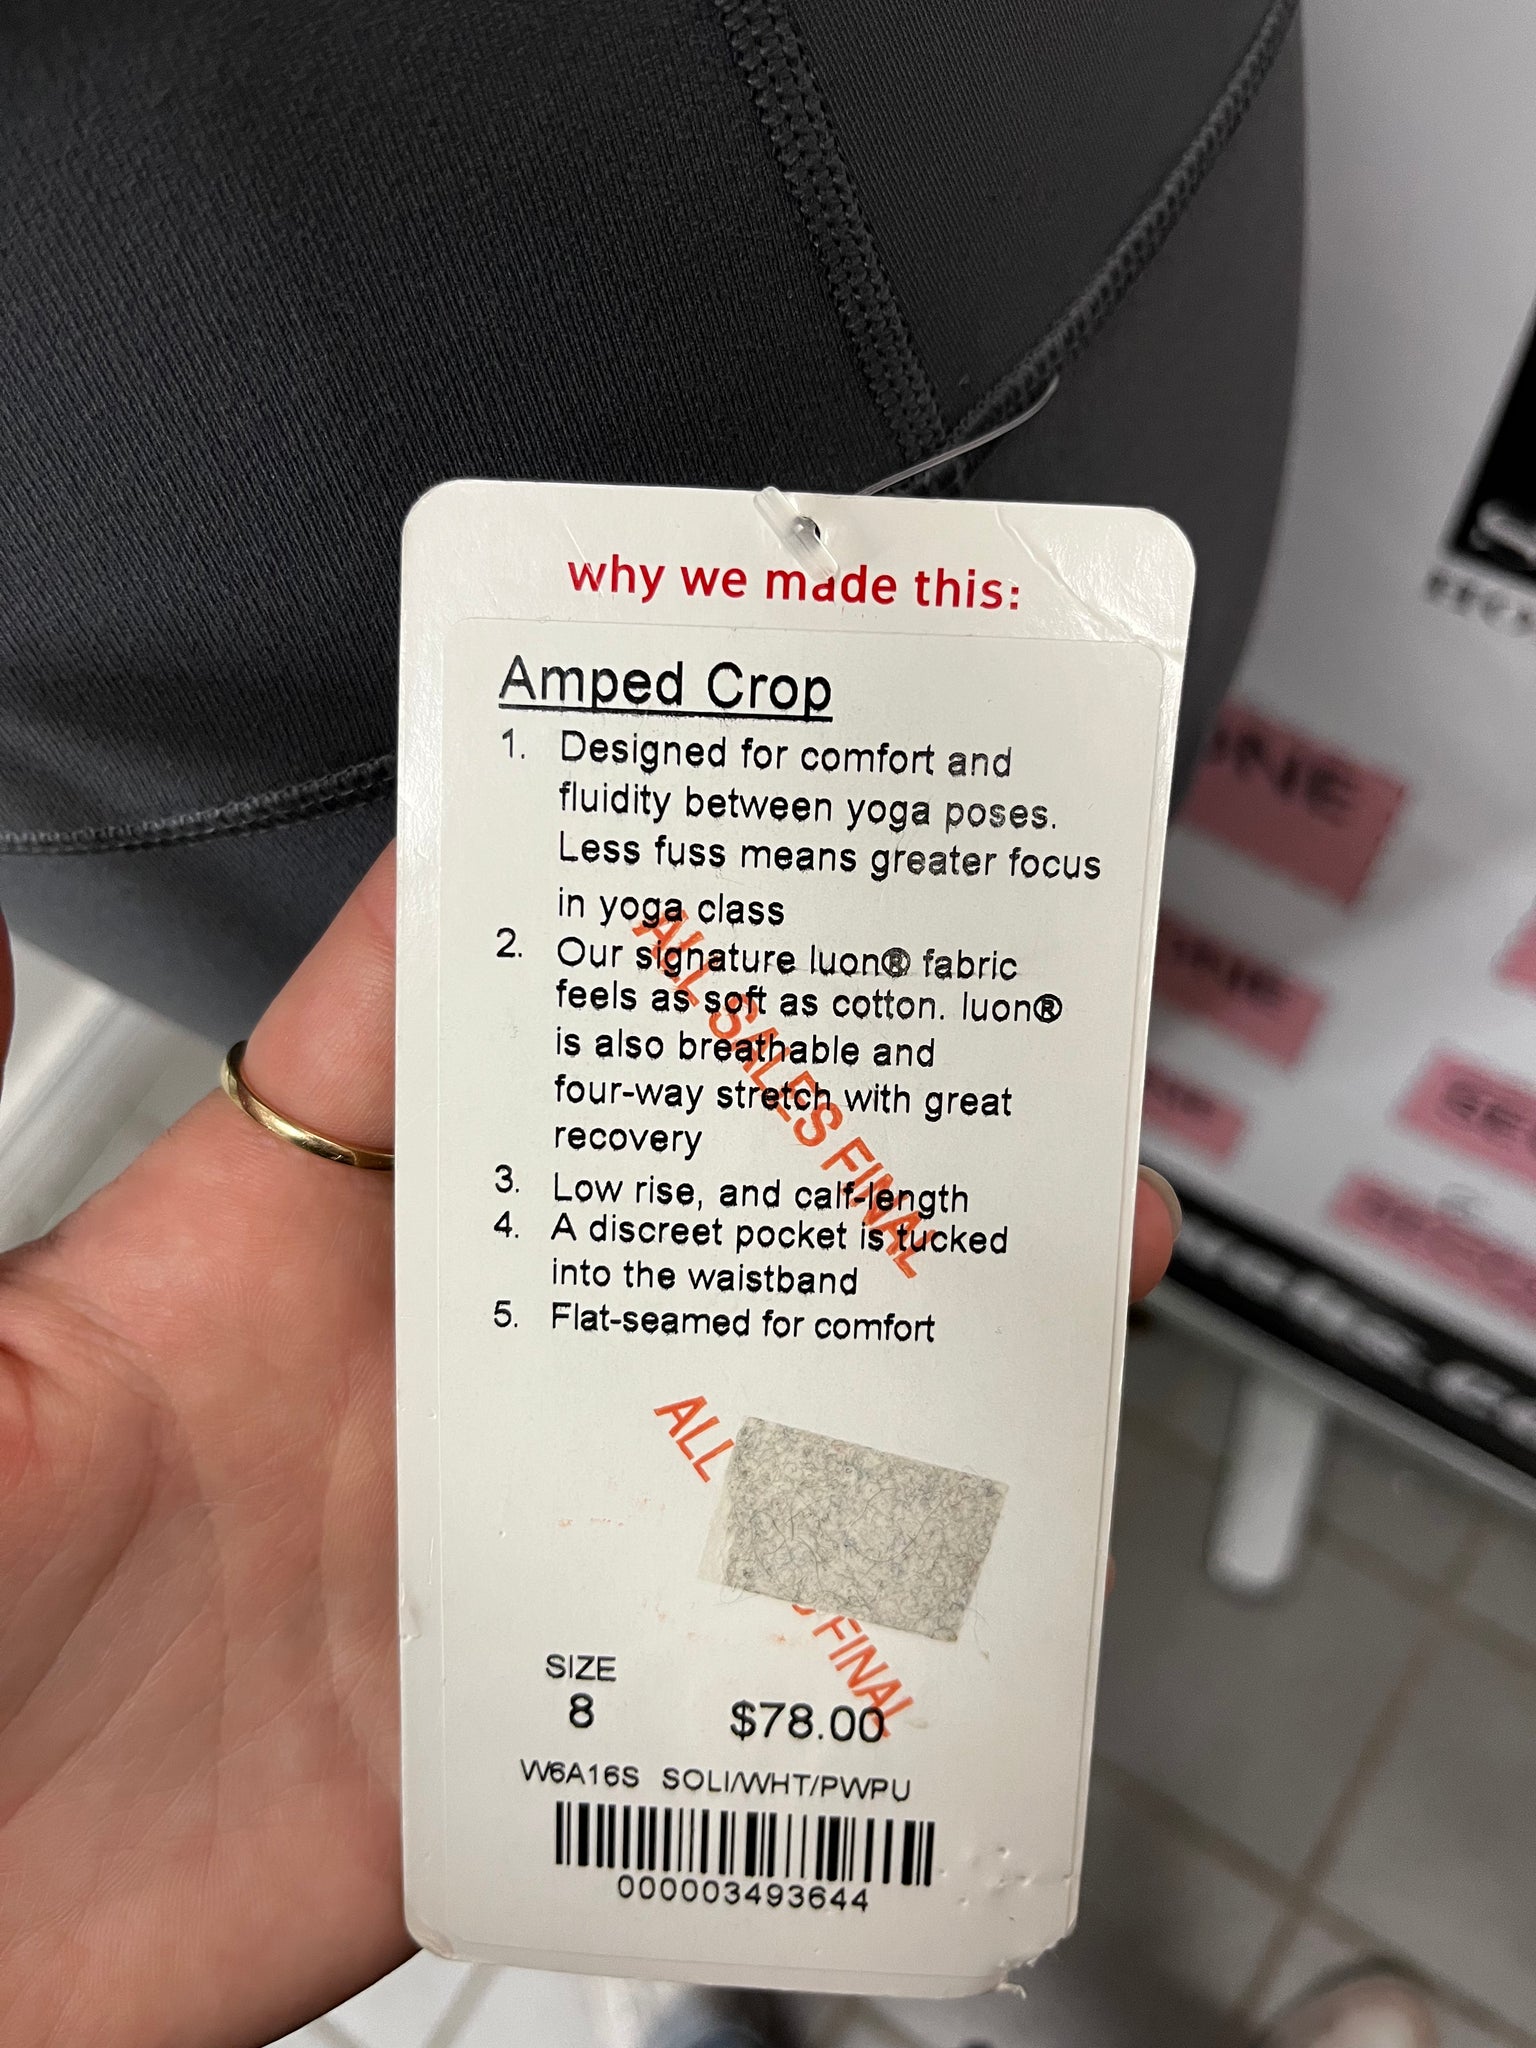 why we made this:
Amped Crop
1. Designed for comfort and
fluidity between yoga poses.
Less fuss means greater focus
in yoga class
2. Our signature luon® fabric
feels as soft as cotton. luon®
is also breathable and
four-way stretch with great
recovery
3. Low rise, and calf-length
4. A discreet pocket is tucked
into the waistband
5. Flat-seamed for comfort
ALL SALES FINAL
ALL
FINAL
SIZE
8
$78.00
W6A16S SOLI/WHT/PWPU
000003493644